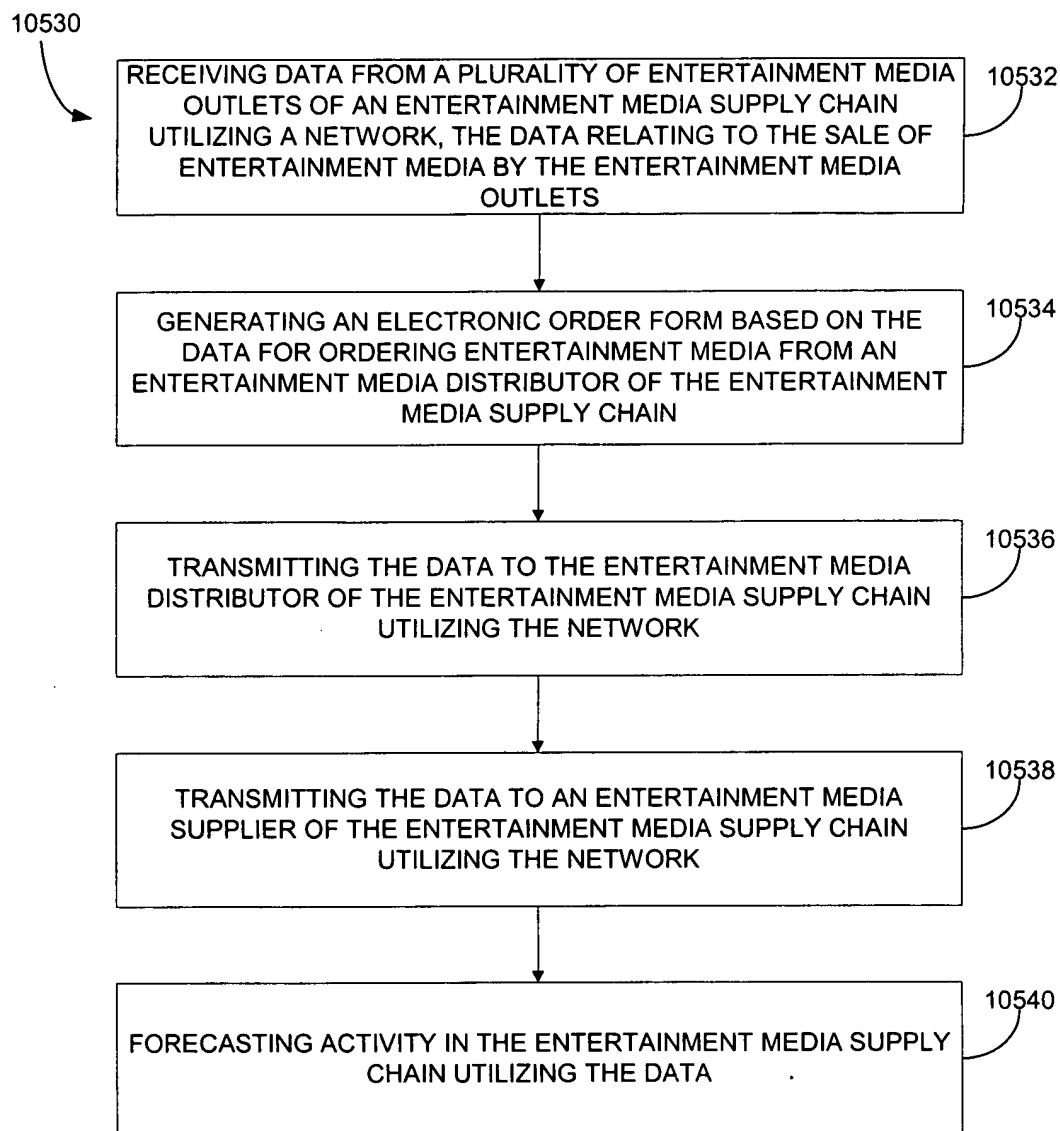 10530
RECEIVING DATA FROM A PLURALITY OF ENTERTAINMENT MEDIA
OUTLETS OF AN ENTERTAINMENT MEDIA SUPPLY CHAIN
UTILIZING A NETWORK, THE DATA RELATING TO THE SALE OF
ENTERTAINMENT MEDIA BY THE ENTERTAINMENT MEDIA
OUTLETS
10532
GENERATING AN ELECTRONIC ORDER FORM BASED ON THE
DATA FOR ORDERING ENTERTAINMENT MEDIA FROM AN
ENTERTAINMENT MEDIA DISTRIBUTOR OF THE ENTERTAINMENT
MEDIA SUPPLY CHAIN
10534
TRANSMITTING THE DATA TO THE ENTERTAINMENT MEDIA
DISTRIBUTOR OF THE ENTERTAINMENT MEDIA SUPPLY CHAIN
UTILIZING THE NETWORK
10536
TRANSMITTING THE DATA TO AN ENTERTAINMENT MEDIA
SUPPLIER OF THE ENTERTAINMENT MEDIA SUPPLY CHAIN
UTILIZING THE NETWORK
10538
FORECASTING ACTIVITY IN THE ENTERTAINMENT MEDIA SUPPLY
CHAIN UTILIZING THE DATA
10540